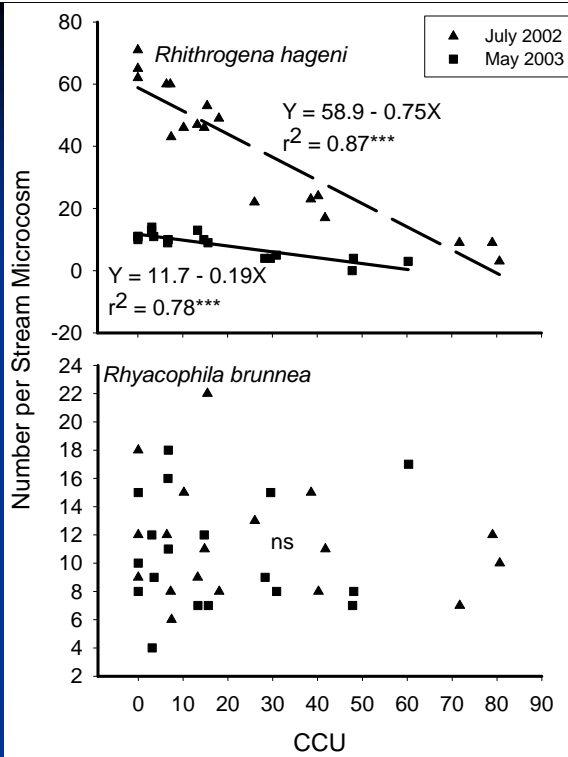 ▲ July 2002
■ May 2003
Number per Stream Microcosm
80
60
40
20
0
-20
Rhithrogena hageni
Y = 58.9 - 0.75X
r² = 0.87***
Y = 11.7 - 0.19X
r² = 0.78***
24
22
20
18
16
14
12
10
8
6
4
2
Rhyacophila brunnea
ns
0 10 20 30 40 50 60 70 80 90
CCU